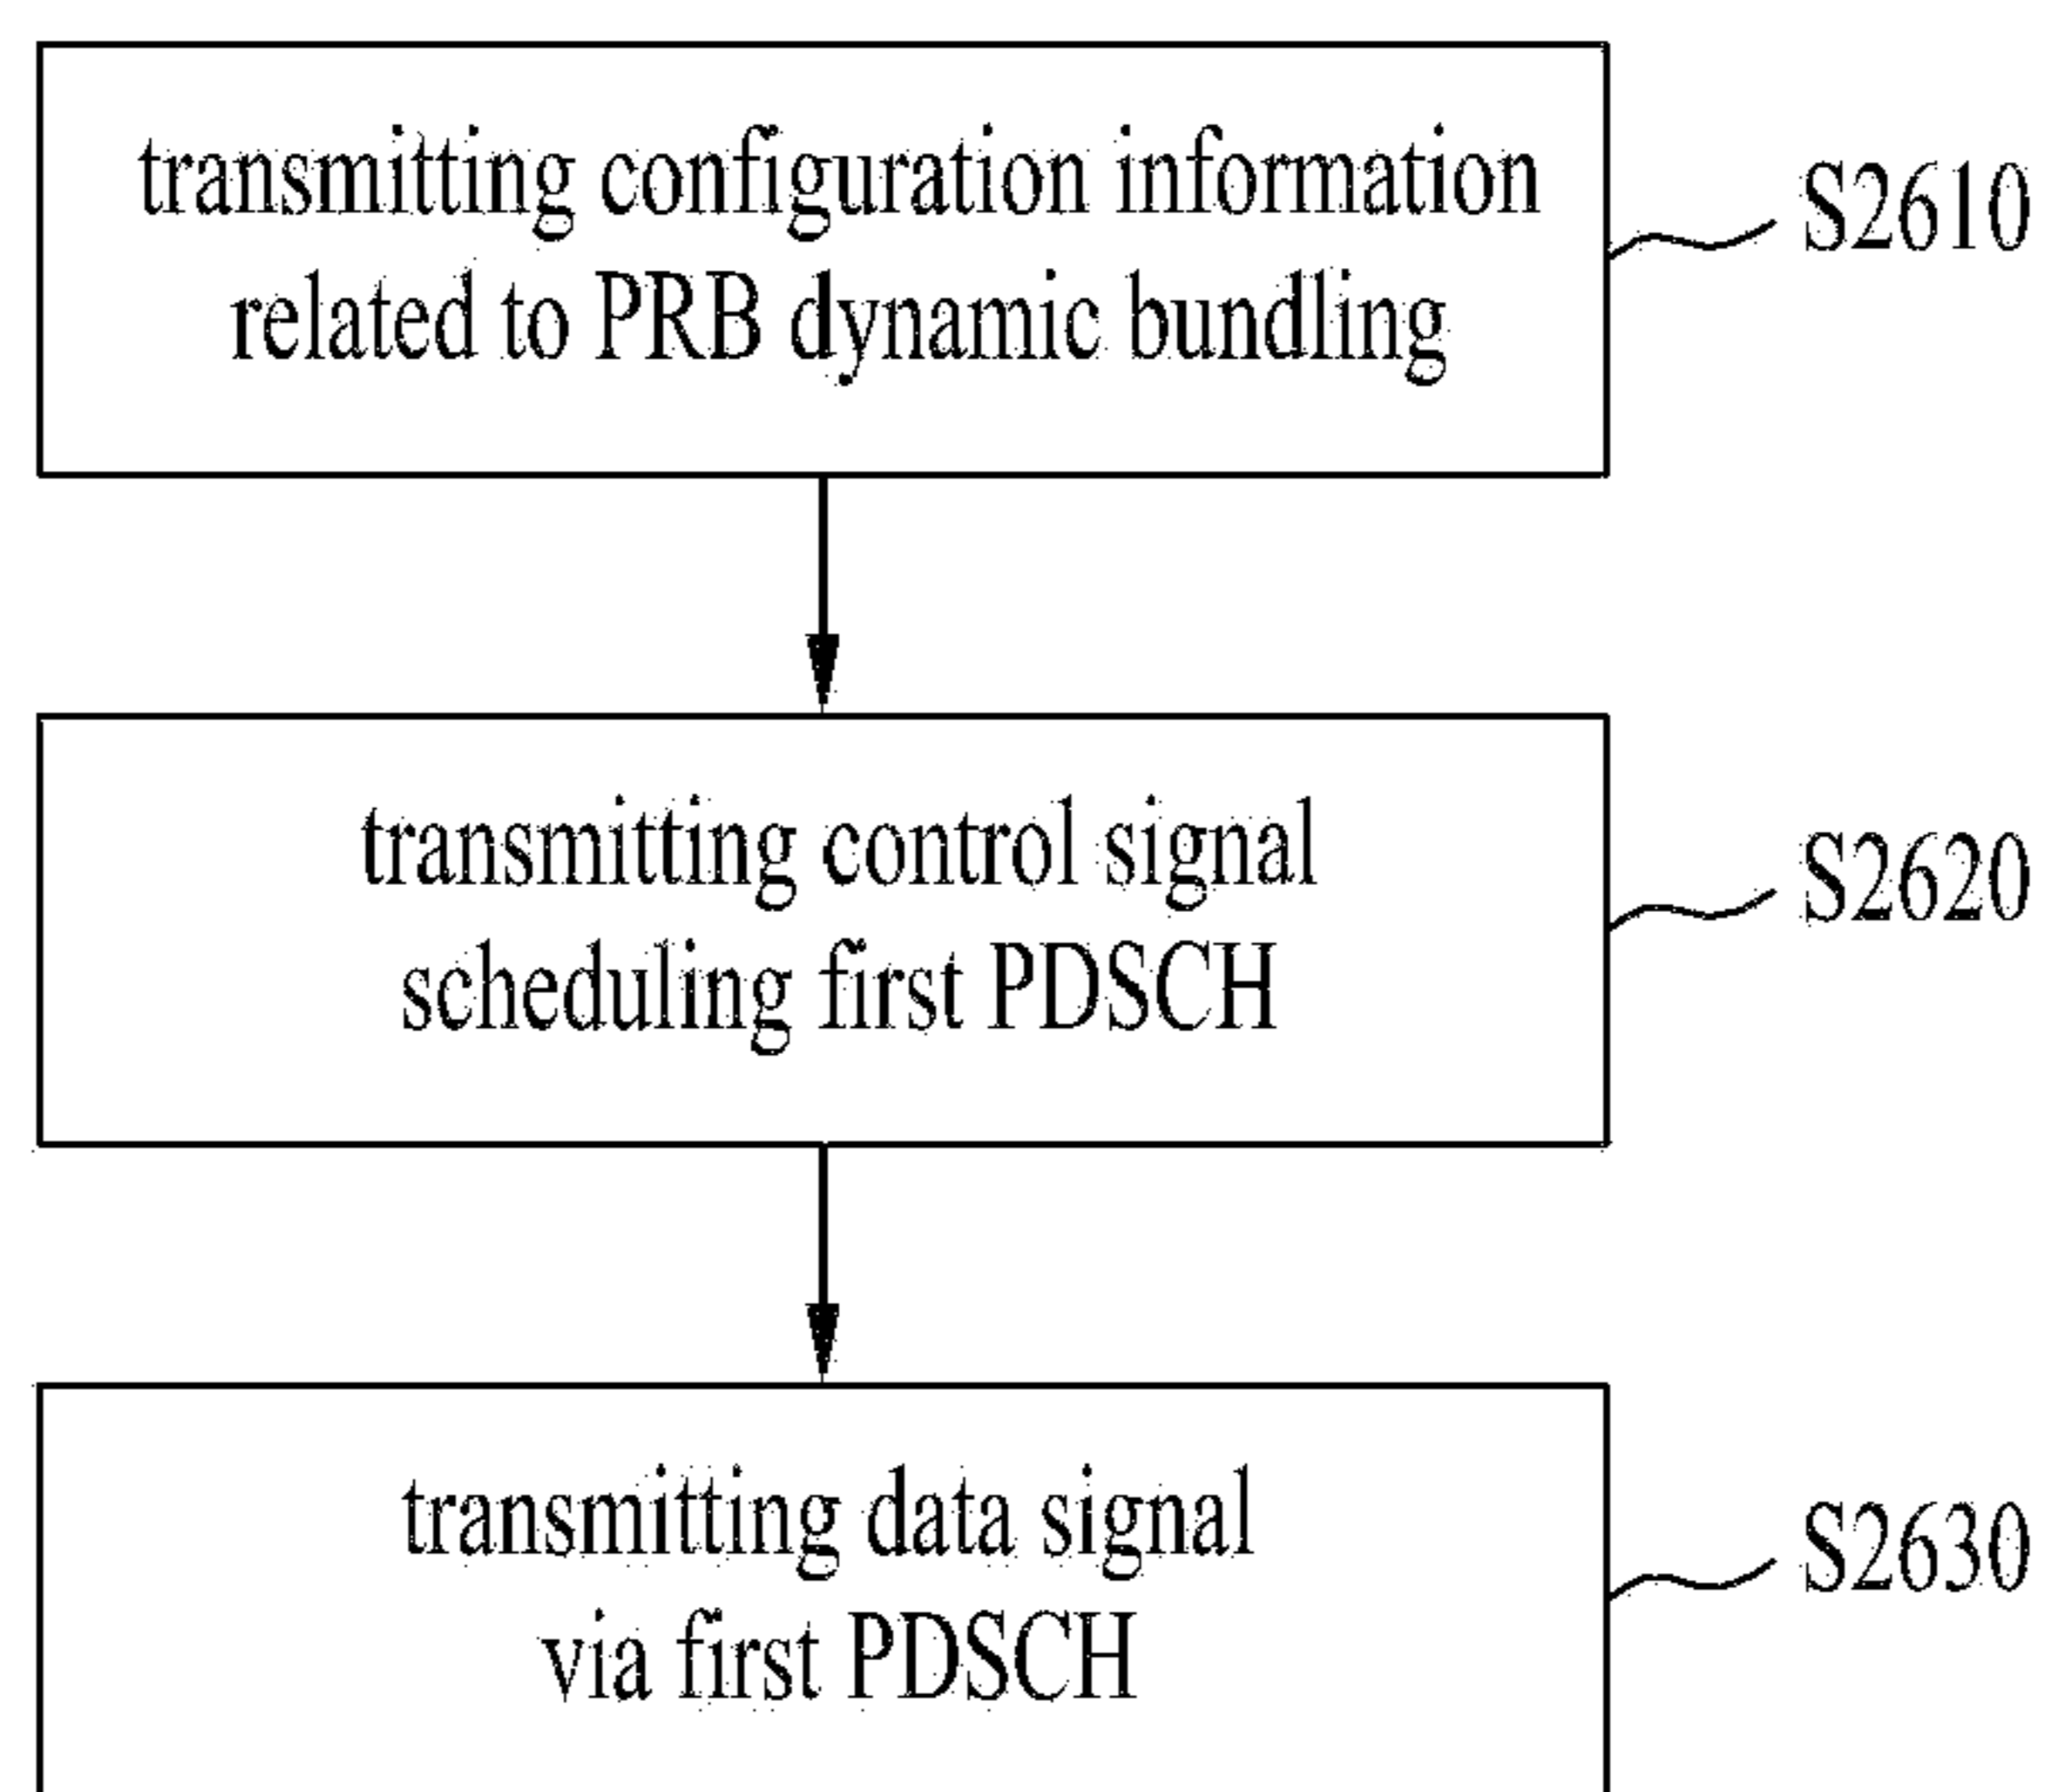 transmitting configuration information
related to PRB dynamic bundling
S2610
transmitting control signal
scheduling first PDSCH
S2620
transmitting data signal
via first PDSCH
S2630